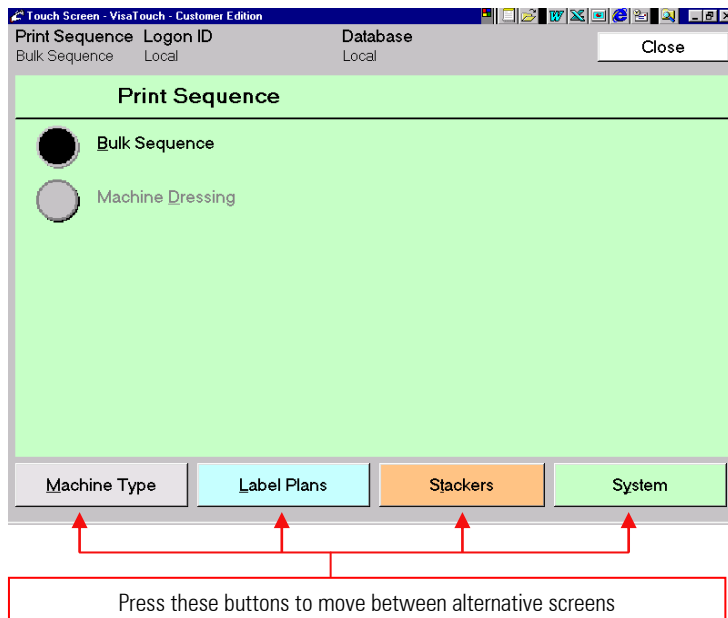 Touch Screen - VisaTouch - Customer Edition
Print Sequence Logon ID Database
Bulk Sequence Local Local
Close
Print Sequence
Bulk Sequence
Machine Dressing
Machine Type Label Plans Stackers System
Press these buttons to move between alternative screens